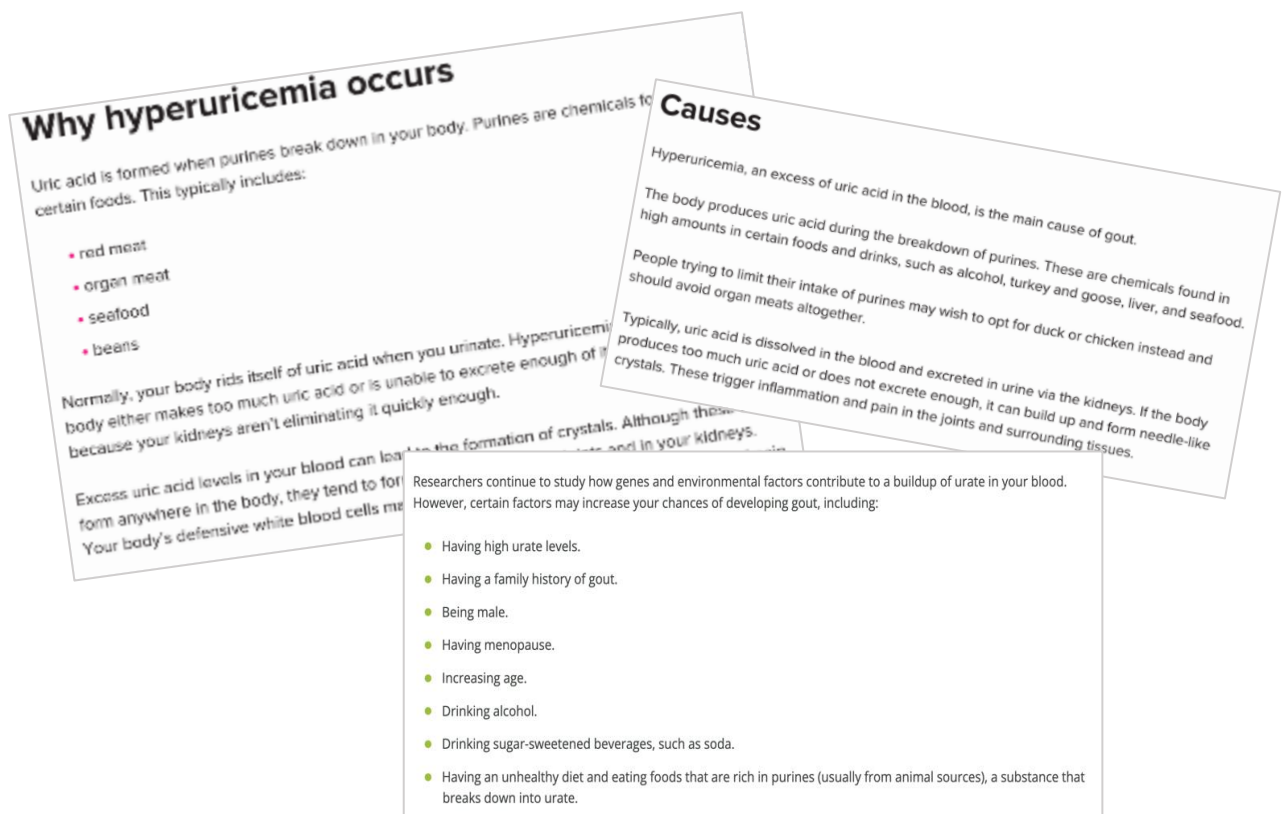 Why hyperuricemia occurs
Uric acid is formed when purines break down in your body. Purines are chemicals
certain foods. This typically includes:
• red meat
• organ meat
• seafood
• beans
Normally, your body rids itself of uric acid when you urinate.
body either makes too much uric acid or is unable to excrete enough of
because your kidneys aren't eliminating it quickly enough.
Excess uric acid levels in your blood can the formation of crystals. Although
form anywhere in the body, they tend to and in your kidneys.
Your body's defensive white blood cells
Causes
Hyperuricemia, an excess of uric acid in the blood, is the main cause of gout.
The body produces uric acid during the breakdown of purines. These are chemicals found in
high amounts in certain foods and drinks, such as alcohol, turkey and goose, liver, and seafood.
People trying to limit their intake of purines may wish to opt for duck or chicken instead and
should avoid organ meats altogether.
Typically, uric acid is dissolved in the blood and excreted in urine via the kidneys. If the body
produces too much uric acid or does not excrete enough, it can build up and form needle-like
crystals. These trigger inflammation and pain in the joints and surrounding tissues.
Researchers continue to study how genes and environmental factors contribute to a buildup of urate in your blood.
However, certain factors may increase your chances of developing gout, including:
• Having high urate levels.
• Having a family history of gout.
• Being male.
• Having menopause.
• Increasing age.
• Drinking alcohol.
• Drinking sugar-sweetened beverages, such as soda.
• Having an unhealthy diet and eating foods that are rich in purines (usually from animal sources), a substance that
breaks down into urate.